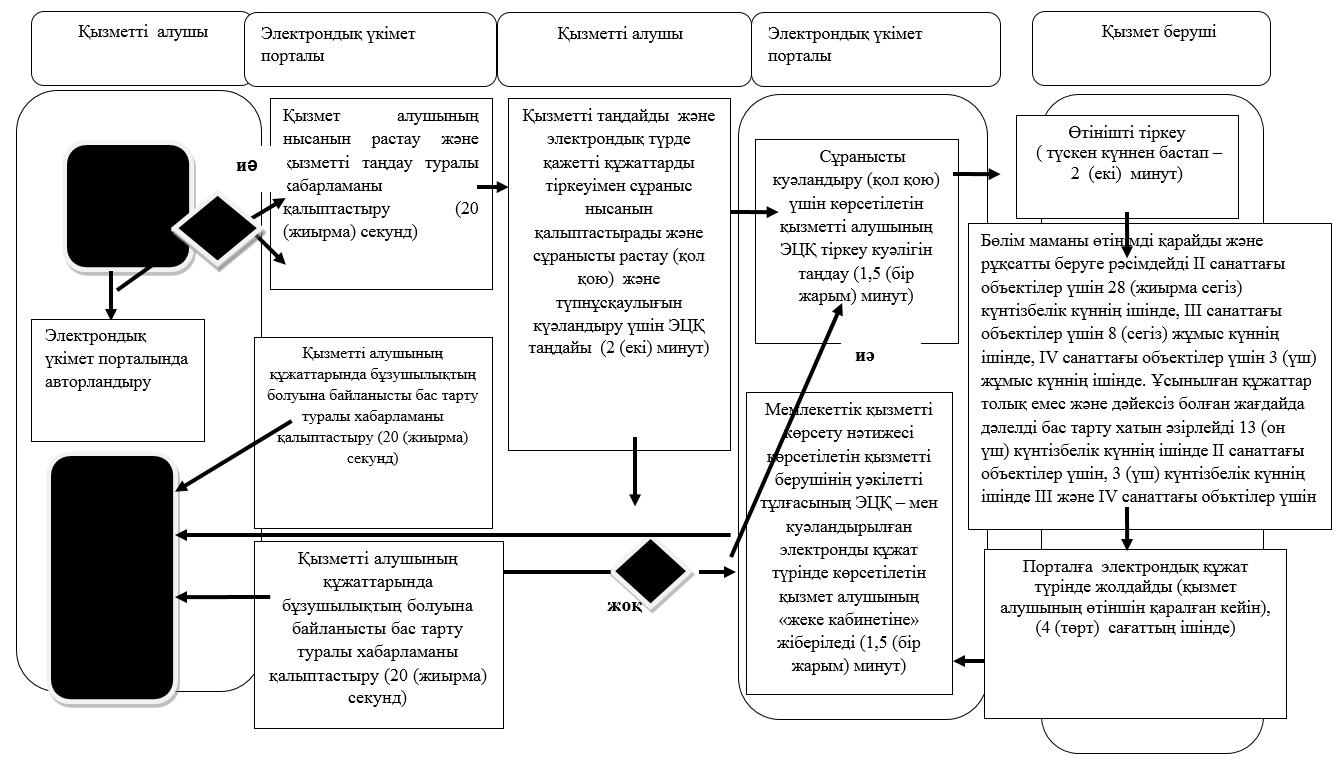 Қызметті алушы
Электрондық үкімет
порталы
Қызметті алушы
Электрондық үкімет
порталы
Қызмет беруші
Қызмет алушының
нысанын растау және
қызметті таңдау туралы
хабарламаны
қалыптастыру (20
(жиырма) секунд)
иә
Электрондық
үкімет порталында
авторландыру
Қызметті алушының
құжаттарында бұзушылықтың
болуына байланысты бас тарту
туралы хабарламаны
қалыптастыру (20 (жиырма)
секунд)
Қызметті алушының
құжаттарында
бұзушылықтың болуына
байланысты бас тарту
туралы хабарламаны
қалыптастыру (20 (жиырма)
секунд)
Қызметті таңдайды және
электрондық түрде
қажетті құжаттарды
тіркеуімен сұраныс
нысанын
қалыптастырады және
сұранысты растау (қол
қою) және
түпнұсқаулығын
куәландыру үшін ЭЦҚ
таңдайы (2 (екі) минут)
жоқ
Сұранысты
куәландыру (қол қою)
үшін көрсетілетін
қызметті алушының
ЭЦҚ тіркеу куәлігін
таңдау (1,5 (бір
жарым) минут)
иә
Мемлекеттік қызметті
көрсету нәтижесі
көрсетілетін қызметті
берушінің уәкілетті
тұлғасының ЭЦҚ – мен
куәландырылған
электронды құжат
түрінде көрсетілетін
қызмет алушының
«жеке кабинетіне»
жіберіледі (1,5 (бір
жарым) минут)
Өтінішті тіркеу
( түскен күннен бастап –
2 (екі) минут)
Бөлім маманы өтінімді қарайды және
рұқсатты беруге рәсімдейді II санаттағы
объектілер үшін 28 (жиырма сегіз)
күнтізбелік күннің ішінде, III санаттағы
объектілер үшін 8 (сегіз) жұмыс күннің
ішінде, IV санаттағы объектілер үшін 3 (үш)
жұмыс күннің ішінде. Ұсынылған құжаттар
толық емес және дәйексіз болған жағдайда
дәлелді бас тарту хатын әзірлейді 13 (он
үш) күнтізбелік күннің ішінде II санаттағы
объектілер үшін, 3 (үш) күнтізбелік күннің
ішінде III және IV санаттағы объктілер үшін
Порталға электрондық құжат
түрінде жолдайды (қызмет
алушының өтіншін қаралған кейін),
(4 (төрт) сағаттың ішінде)